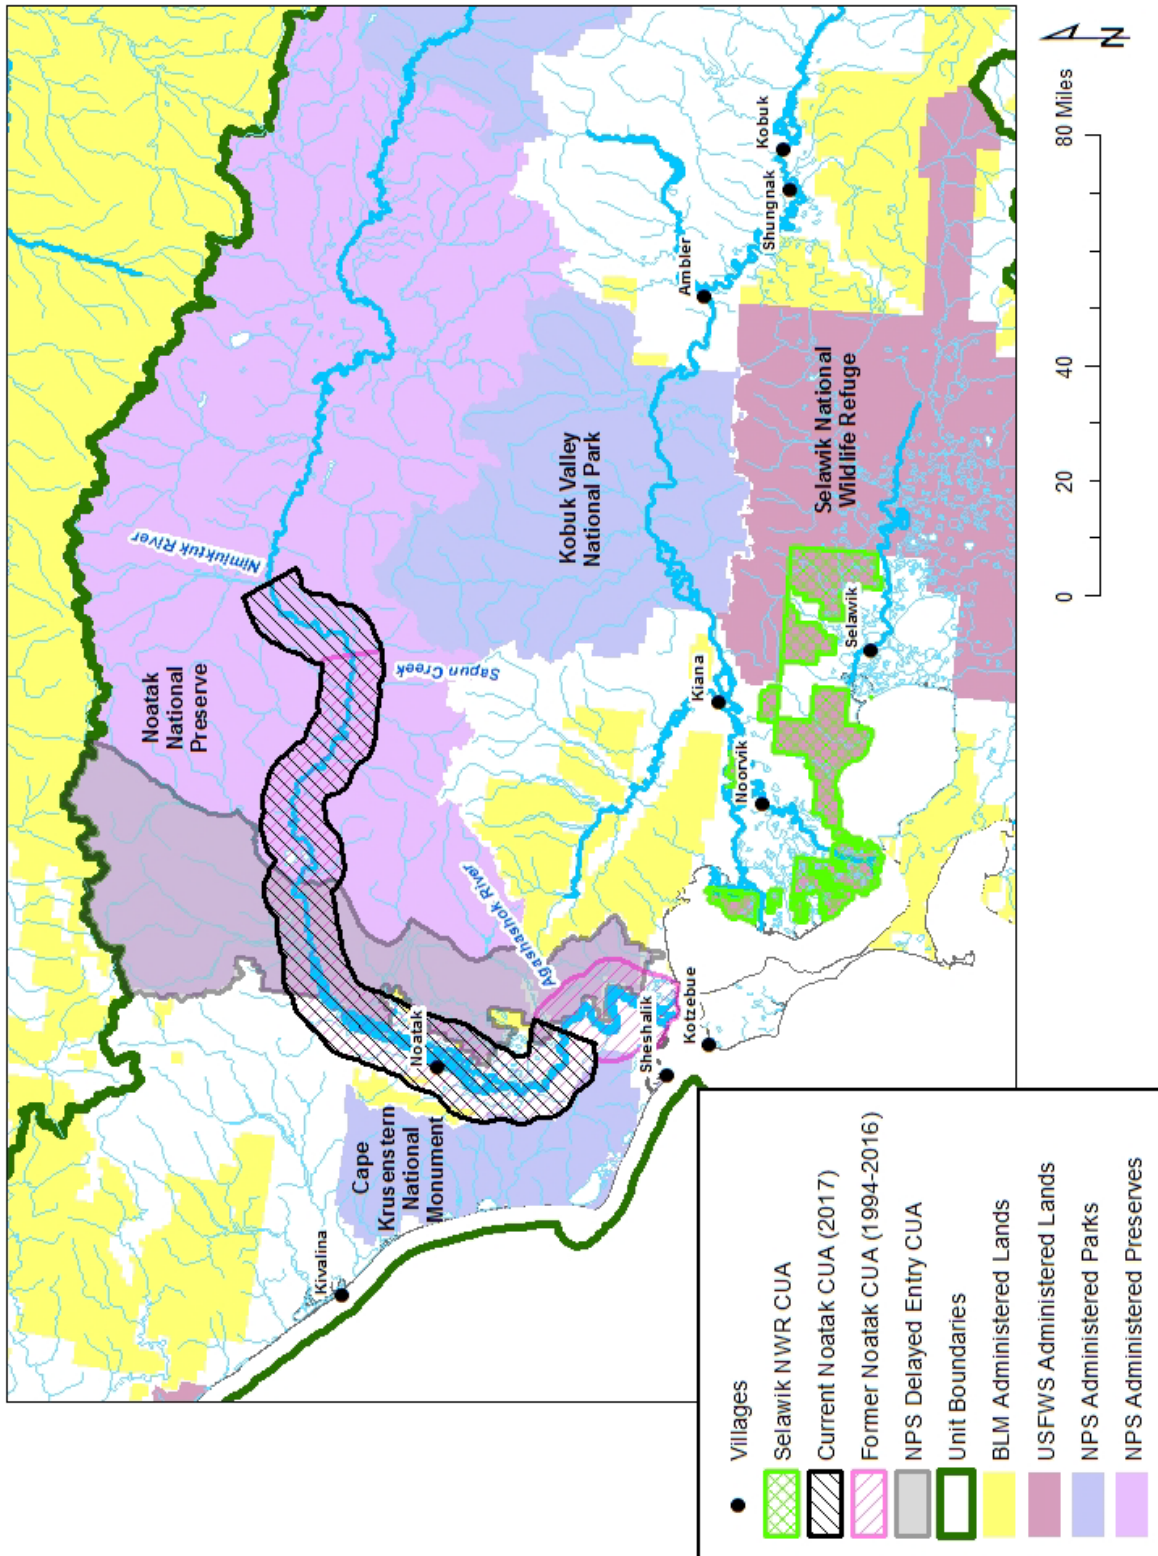 Noatak
National
Preserve
Nimiuktuk River
Sapun Creek
Agashashok River
Cape
Krusenstern
National
Monument
Kivalina
Noatak
Sheshalik
Kotzebue
Kobuk Valley
National Park
Kiana
Noorvik
Selawik
Ambler
Shungnak
Kobuk
Selawik National
Wildlife Refuge
Villages
Selawik NWR CUA
Current Noatak CUA (2017)
Former Noatak CUA (1994-2016)
NPS Delayed Entry CUA
Unit Boundaries
BLM Administered Lands
USFWS Administered Lands
NPS Administered Parks
NPS Administered Preserves
0 20 40 80 Miles
N